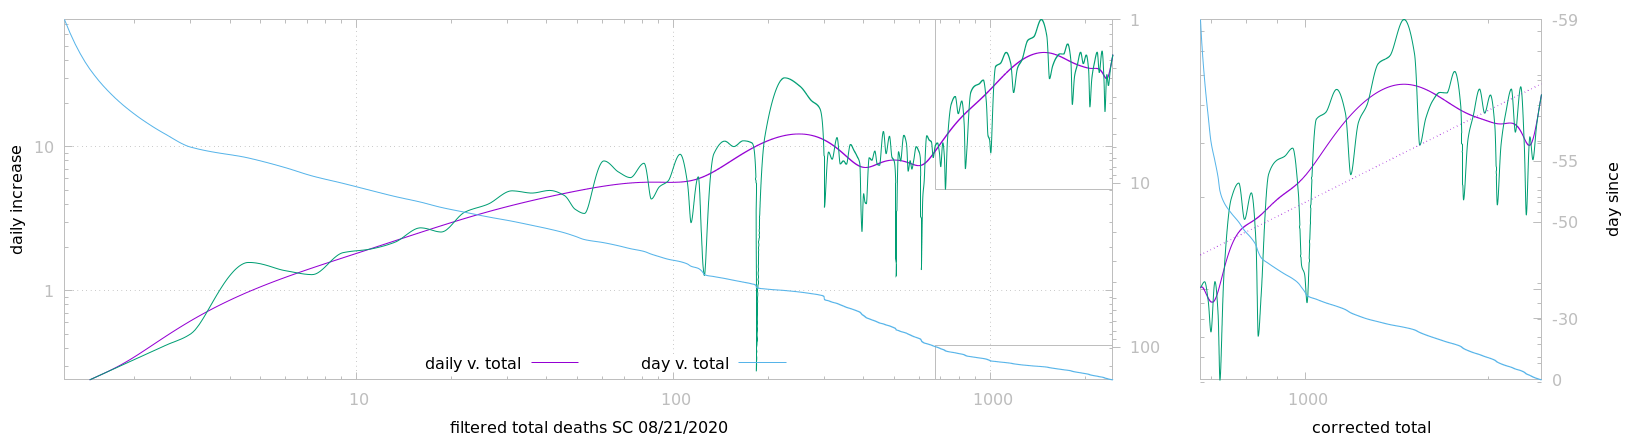 daily increase
10
1
daily v. total
day v. total
10
100
1000
filtered total deaths SC 08/21/2020
1
10
100
1000
corrected total
-59
-55
-50
-30
0
day since